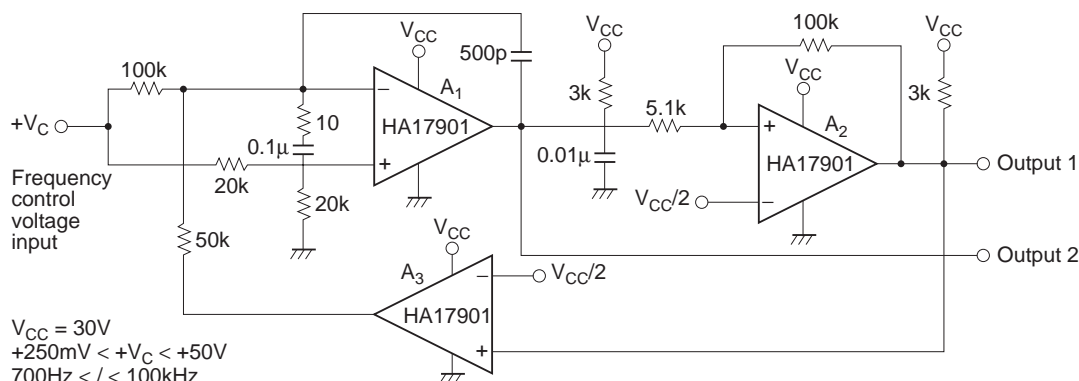 V_CC
V_CC
V_CC
100k
500p
100k
V_CC
3k
3k
5.1k
A_1
A_2
10
+V_C
HA17901
HA17901
0.1μ
0.01μ
Output 1
20k
20k
Frequency
control
voltage
input
V_CC/2
50k
V_CC
Output 2
A_3
V_CC/2
HA17901
V_CC = 30V
+250mV < +V_C < +50V
700Hz < / < 100kHz
−
+
+
−
−
+